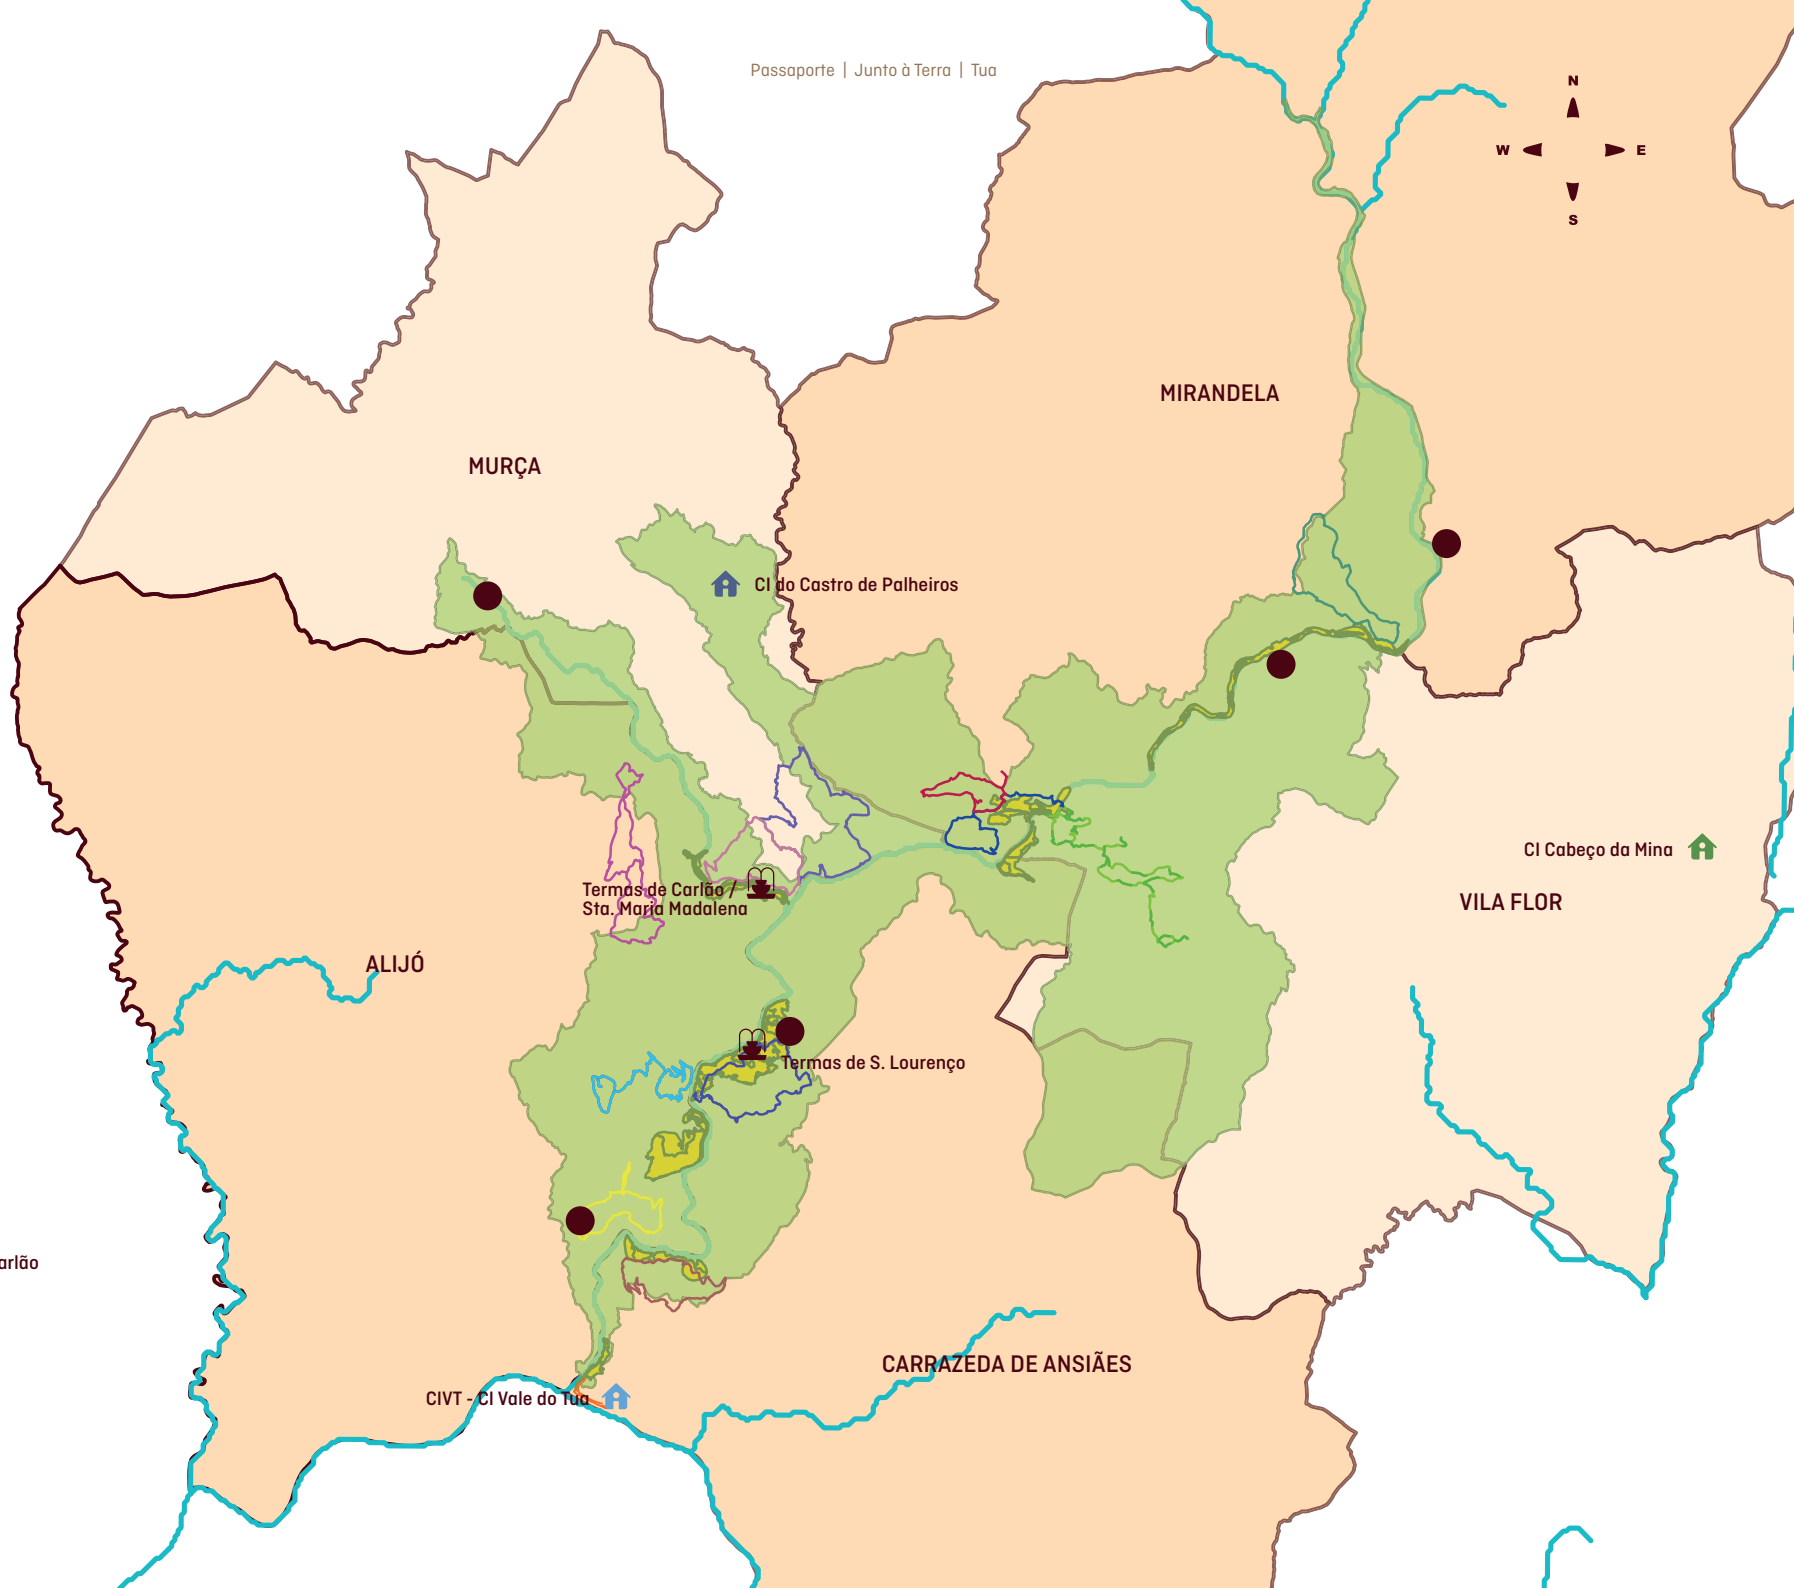 Passaporte | Junto à Terra | Tua
N
W E
S
MIRANDELA
MURÇA
CI do Castro de Palheiros
CI Cabeço da Mina
Termas de Carlão /
Sta. Maria Madalena
VILA FLOR
ALIJÓ
Termas de S. Lourenço
arlão
CARRAZEDA DE ANSIÃES
CIVT - CI Vale do Tua